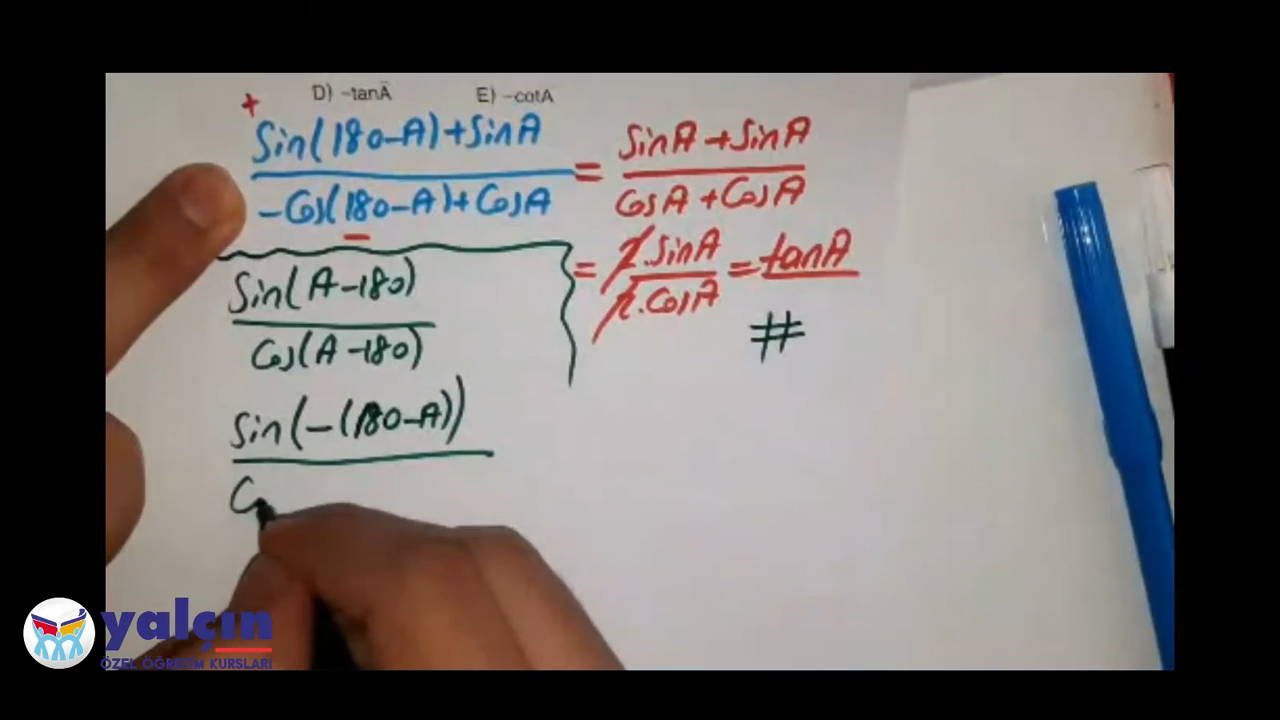 D) -tanA E) -cotA
+
Sin(180-A)+SinA / -Cos(180-A)+CosA = SinA+SinA / CosA+CosA
= 2.SinA / 2.CosA = tanA
#
Sin(A-180) / Cos(A-180)
Sin(-(180-A)) / C
yalçın
ÖZEL ÖĞRETİM KURSLARI